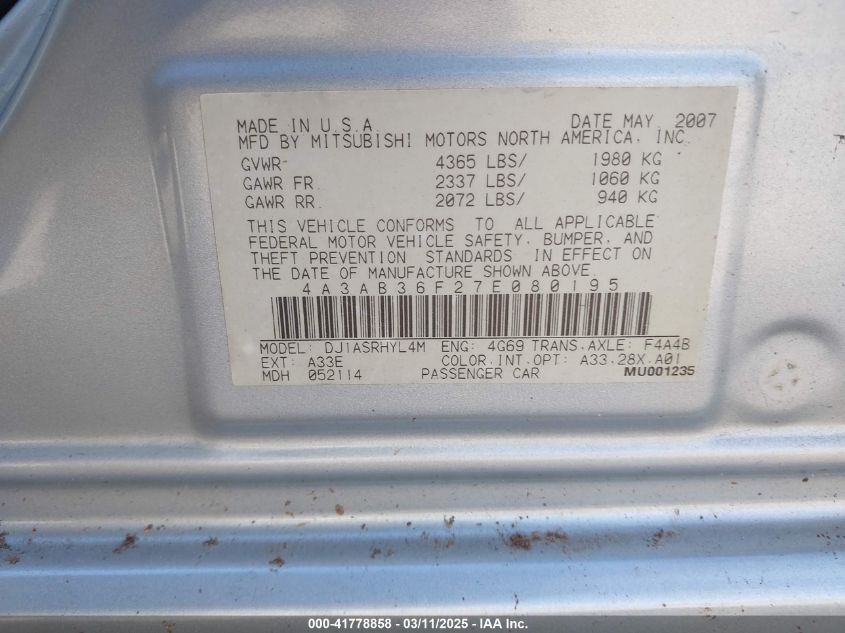 MADE IN U.S.A. DATE MAY. 2007
MFD BY MITSUBISHI MOTORS NORTH AMERICA, INC.
GVWR- 4365 LBS/ 1980 KG
GAWR FR. 2337 LBS/ 1060 KG
GAWR RR. 2072 LBS/ 940 KG
THIS VEHICLE CONFORMS TO ALL APPLICABLE
FEDERAL MOTOR VEHICLE SAFETY, BUMPER, AND
THEFT PREVENTION STANDARDS IN EFFECT ON
THE DATE OF MANUFACTURE SHOWN ABOVE.
4A3AB36F27E080195
MODEL: DJ1ASRHYL4M ENG: 4G69 TRANS.AXLE: F4A4B
EXT: A33E COLOR.INT.OPT: A33.28X.A01
MDH 052114 PASSENGER CAR MU001235
000-41778858 - 03/11/2025 - IAA Inc.